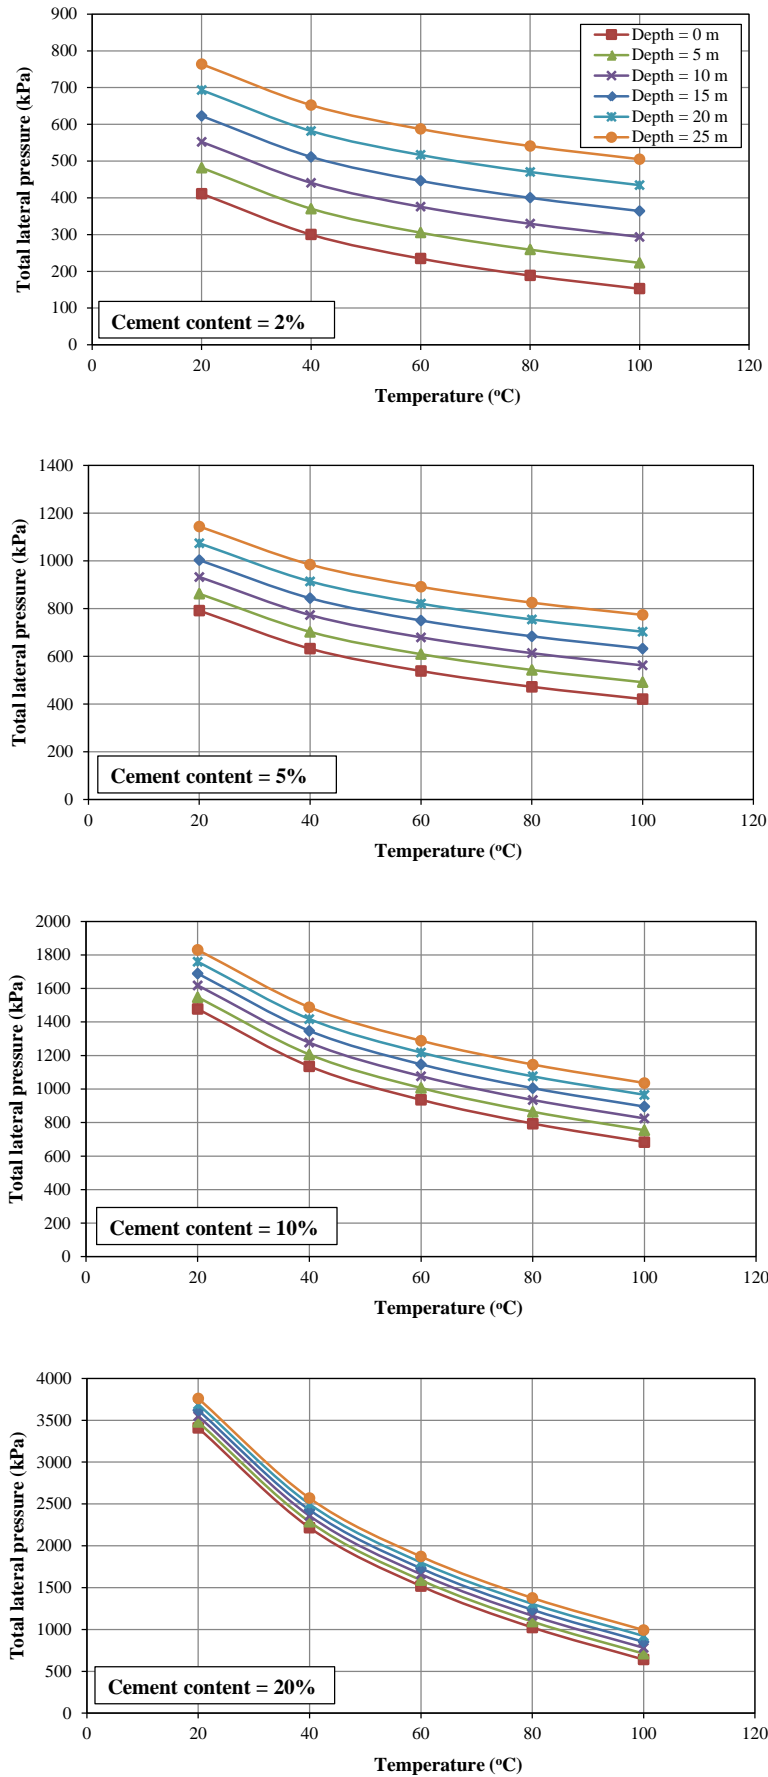 900
800
700
600
500
400
300
200
100
0
Total lateral pressure (kPa)
Depth = 0 m
Depth = 5 m
Depth = 10 m
Depth = 15 m
Depth = 20 m
Depth = 25 m
Cement content = 2%
0 20 40 60 80 100 120
Temperature (°C)
1400
1200
1000
800
600
400
200
0
Total lateral pressure (kPa)
Cement content = 5%
0 20 40 60 80 100 120
Temperature (°C)
2000
1800
1600
1400
1200
1000
800
600
400
200
0
Total lateral pressure (kPa)
Cement content = 10%
0 20 40 60 80 100 120
Temperature (°C)
4000
3500
3000
2500
2000
1500
1000
500
0
Total lateral pressure (kPa)
Cement content = 20%
0 20 40 60 80 100 120
Temperature (°C)